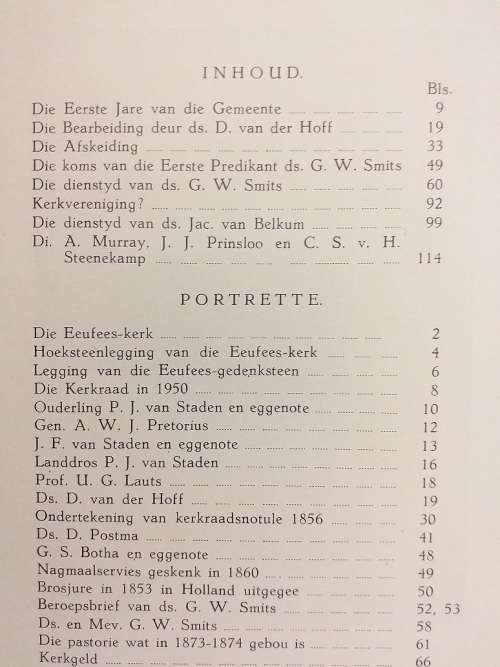 INHOUD.
Bls.
Die Eerste Jare van die Gemeente 9
Die Bearbeiding deur ds. D. van der Hoff 19
Die Afskeiding 33
Die koms van die Eerste Predikant ds. G. W. Smits 49
Die dienstyd van ds. G. W. Smits 60
Kerkvereniging? 92
Die dienstyd van ds. Jac. van Belkum 99
Di. A. Murray, J. J. Prinsloo en C. S. v. H.
Steenekamp 114
PORTRETTE.
Die Eeufees-kerk 2
Hoeksteenlegging van die Eeufees-kerk 4
Legging van die Eeufees-gedenksteen 6
Die Kerkraad in 1950 8
Ouderling P. J. van Staden en eggenote 10
Gen. A. W. J. Pretorius 12
J. F. van Staden en eggenote 13
Landdros P. J. van Staden 16
Prof. U. G. Lauts 18
Ds. D. van der Hoff 19
Ondertekening van kerkraadsnotule 1856 30
Ds. D. Postma 41
G. S. Botha en eggenote 48
Nagmaalservies geskenk in 1860 49
Brosjure in 1853 in Holland uitgegee 50
Beroepsbrief van ds. G. W. Smits 52, 53
Ds. en Mev. G. W. Smits 58
Die pastorie wat in 1873-1874 gebou is 61
Kerkgeld 66